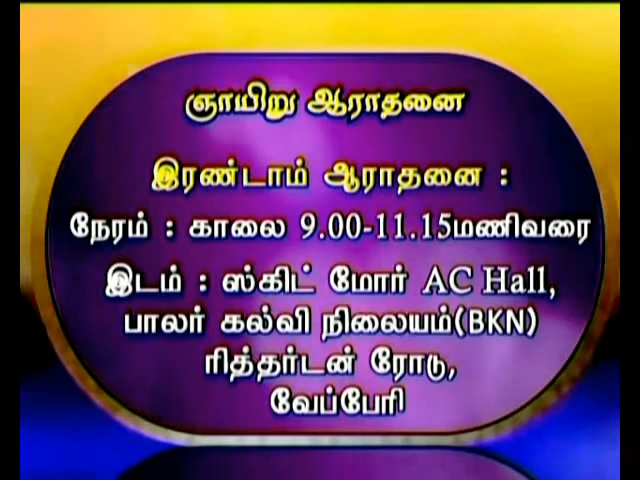 ஞாயிறு ஆராதனை
இரண்டாம் ஆராதனை :
நேரம் : காலை 9.00-11.15மணிவரை
இடம் : ஸ்கிட் மோர் AC Hall,
பாலர் கல்வி நிலையம்(BKN)
ரித்தர்டன் ரோடு,
வேப்பேரி